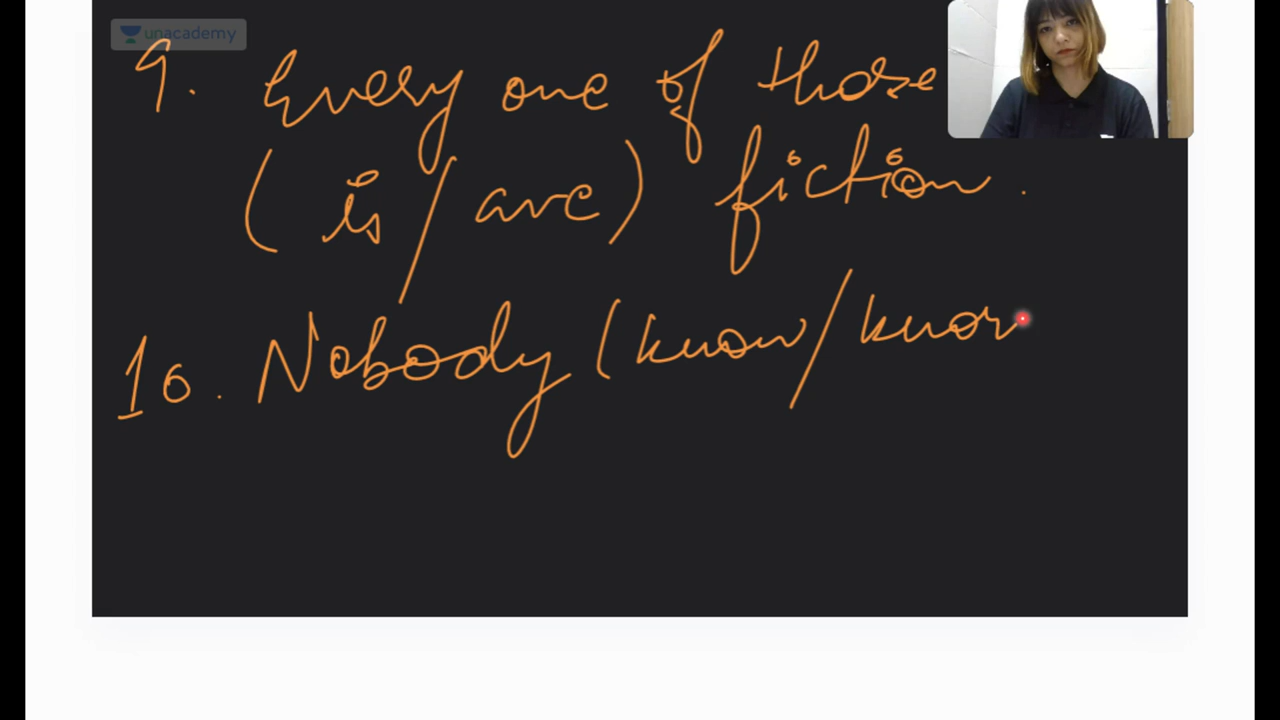 unacademy
9. Every one of those
(is/are) fiction.
10. Nobody (know/know